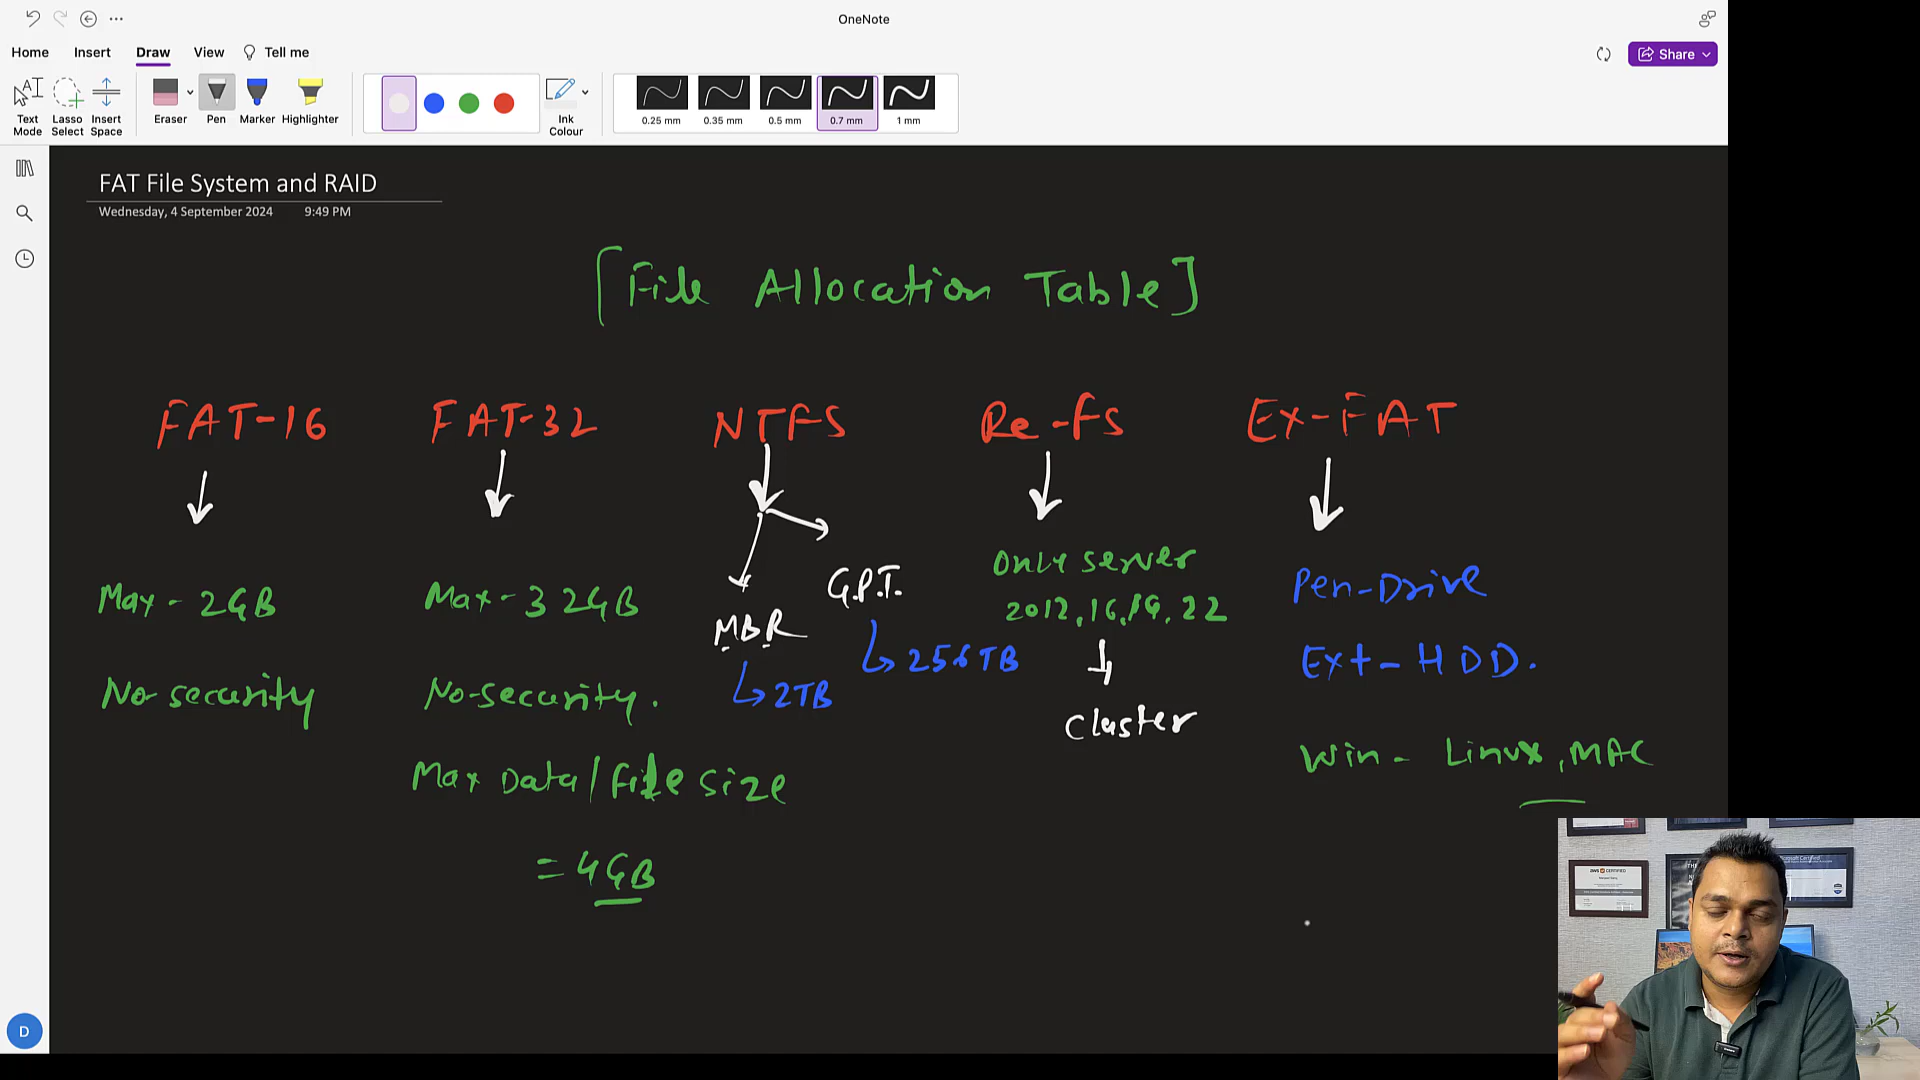 OneNote
Home Insert Draw View Tell me
Share
Text Mode
Lasso Select
Insert Space
Eraser
Pen
Marker
Highlighter
Ink Colour
0.25 mm
0.35 mm
0.5 mm
0.7 mm
1 mm
FAT File System and RAID
Wednesday, 4 September 2024 9:49 PM
[File Allocation Table]
FAT-16 FAT-32 NTFS Re-FS Ex-FAT
Max - 2GB
No-security
Max - 32GB
No-security.
Max Data/File size
= 4GB
MBR
2TB
G.P.T.
256TB
Only server
2012, 16, 19, 22
Cluster
Pen-Drive
Ext-HDD.
Win - Linux, MAC
D